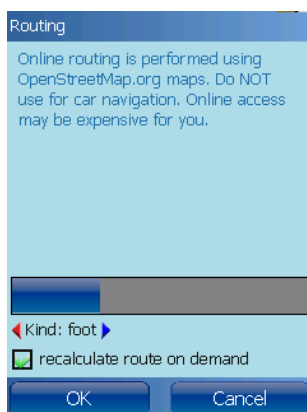 Routing
Online routing is performed using
OpenStreetMap.org maps. Do NOT
use for car navigation. Online access
may be expensive for you.
Kind: foot
recalculate route on demand
OK Cancel